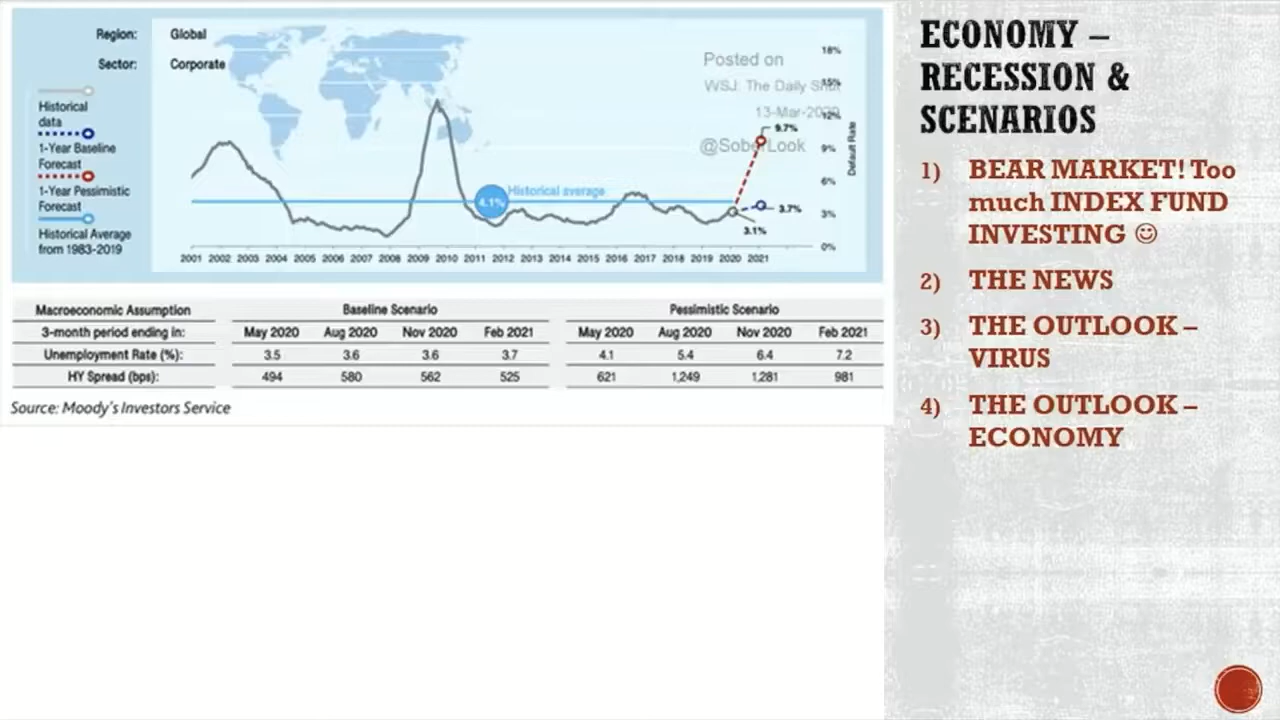 Region: Global
Sector: Corporate
Historical
data
1-Year Baseline
Forecast
1-Year Pessimistic
Forecast
Historical Average
from 1983-2019
Posted on
WSJ: The Daily Shot
13-Mar-2020
@SoberLook
18%
15%
12%
9%
6%
3%
0%
Default Rate
9.7%
3.7%
3.1%
4.1%
Historical average
2001 2002 2003 2004 2005 2006 2007 2008 2009 2010 2011 2012 2013 2014 2015 2016 2017 2018 2019 2020 2021
Macroeconomic Assumption Baseline Scenario Pessimistic Scenario
3-month period ending in: May 2020 Aug 2020 Nov 2020 Feb 2021 May 2020 Aug 2020 Nov 2020 Feb 2021
Unemployment Rate (%): 3.5 3.6 3.6 3.7 4.1 5.4 6.4 7.2
HY Spread (bps): 494 580 562 525 621 1,249 1,281 981
Source: Moody's Investors Service
ECONOMY –
RECESSION &
SCENARIOS
1) BEAR MARKET! Too
much INDEX FUND
INVESTING ☺
2) THE NEWS
3) THE OUTLOOK –
VIRUS
4) THE OUTLOOK –
ECONOMY